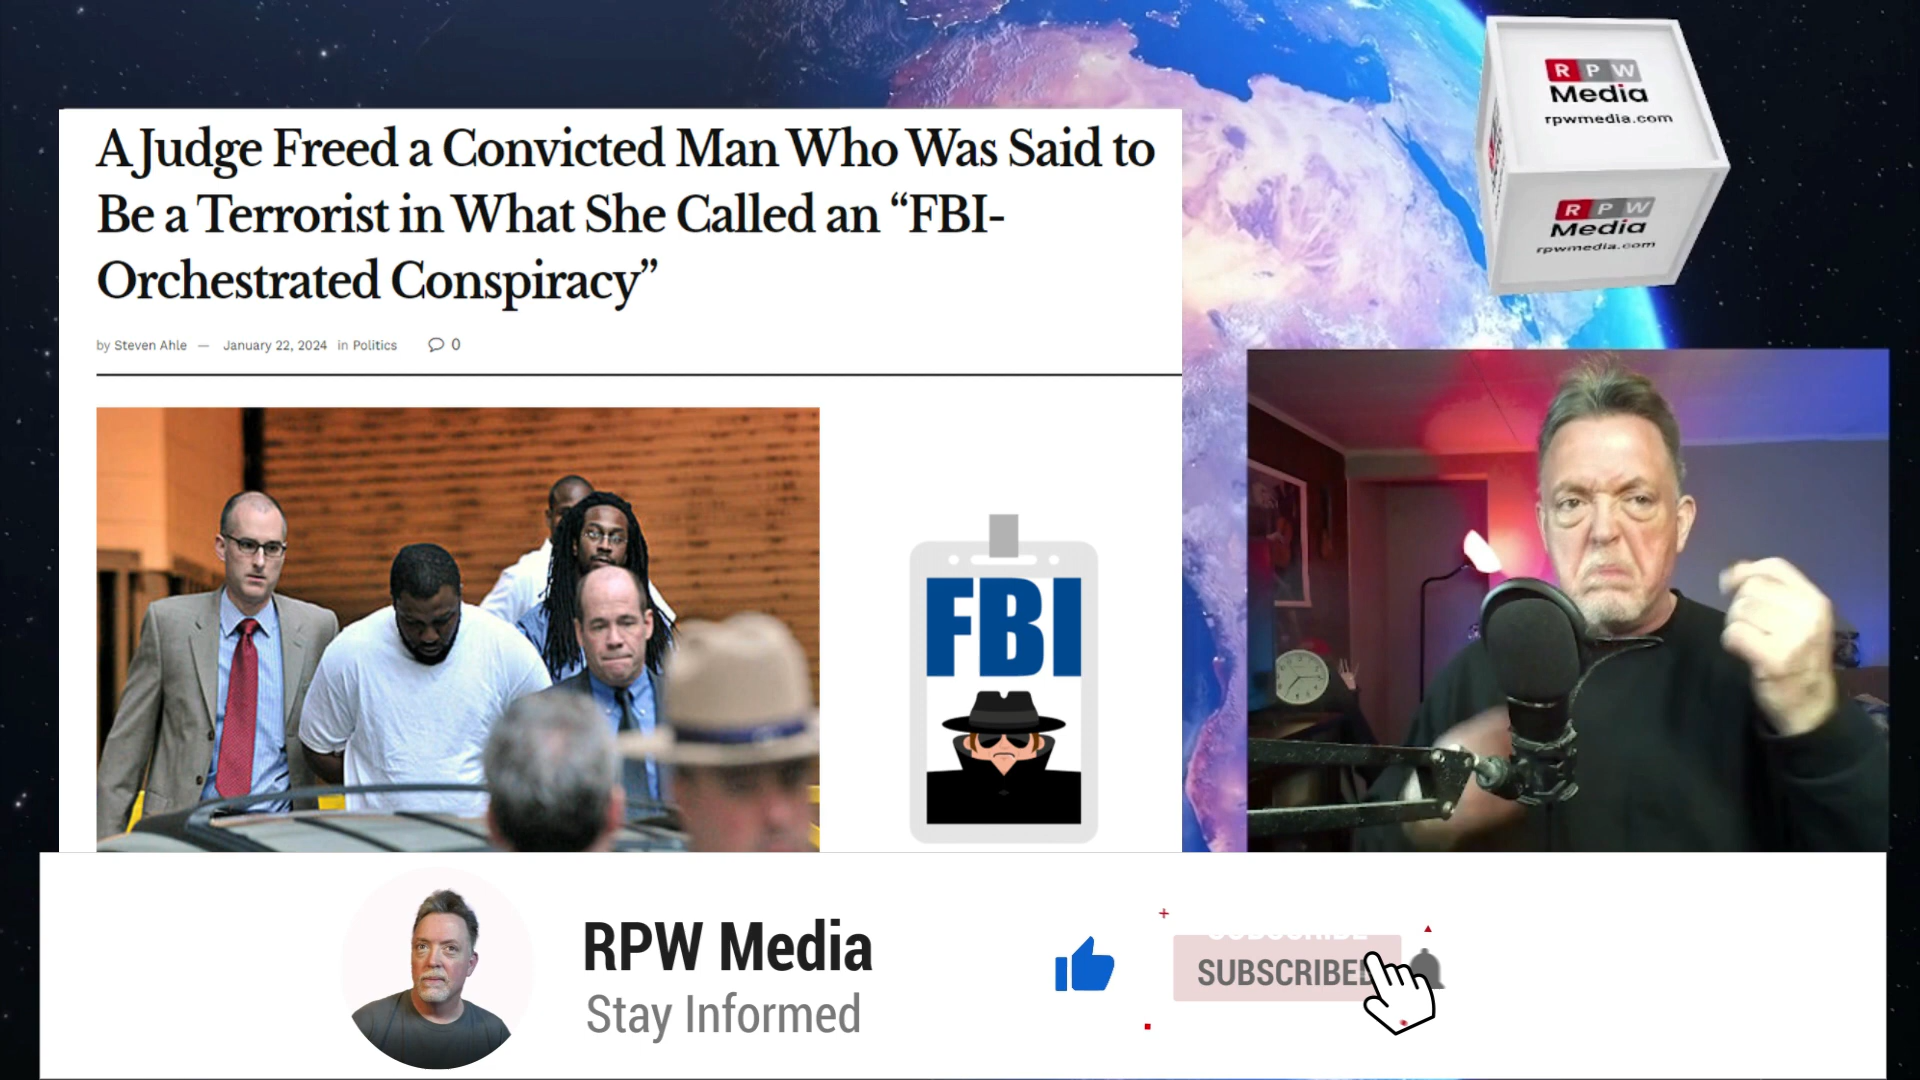 A Judge Freed a Convicted Man Who Was Said to
Be a Terrorist in What She Called an “FBI-
Orchestrated Conspiracy”
by Steven Ahle — January 22, 2024 in Politics 0
R P W
Media
rpwmedia.com
R P W
Media
rpwmedia.com
FBI
RPW Media
Stay Informed
SUBSCRIBE
SUBSCRIBED